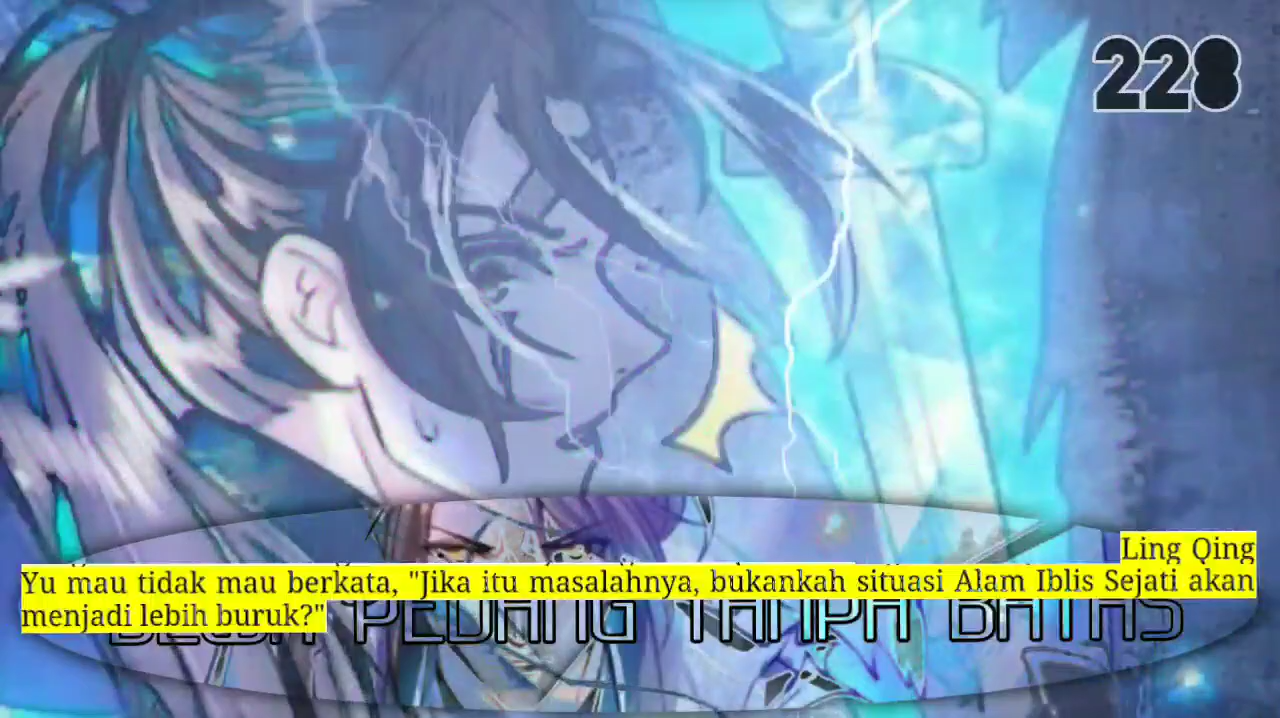 228
Ling Qing
Yu mau tidak mau berkata, "Jika itu masalahnya, bukankah situasi Alam Iblis Sejati akan
menjadi lebih buruk?"
DEWA PEDANG TANPA BATAS